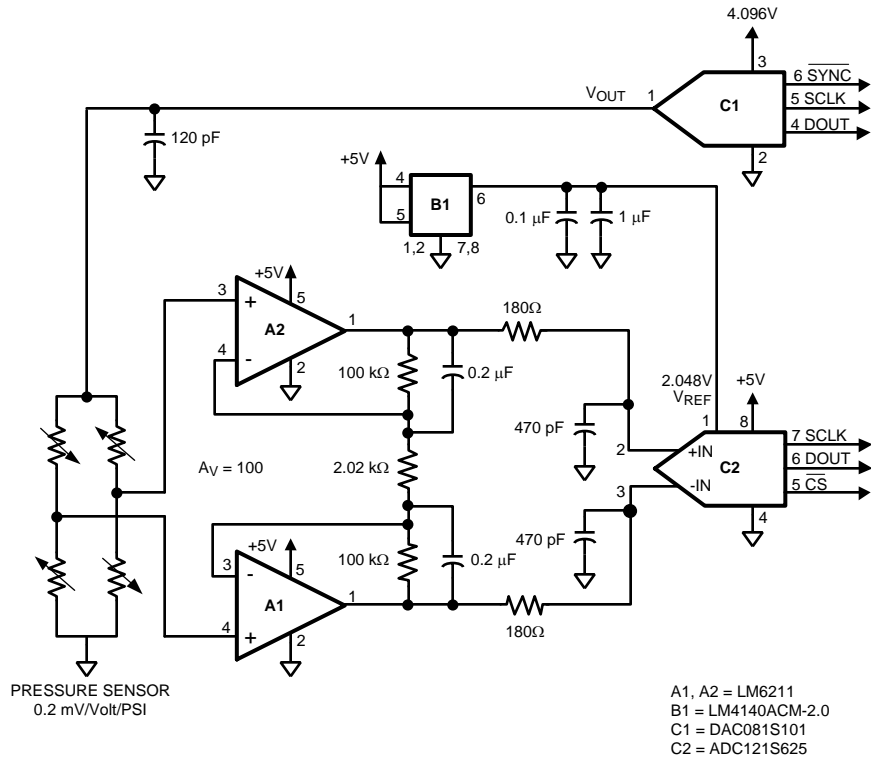 4.096V
3
6 SYNC
VOUT
1
C1
5 SCLK
4 DOUT
2
120 pF
+5V
4
5
B1
6
1,2
7,8
0.1 µF
1 µF
+5V
3
5
+
A2
1
4
-
2
100 kΩ
0.2 µF
180Ω
2.048V
VREF
+5V
1
8
470 pF
2
+IN
7 SCLK
C2
6 DOUT
3
-IN
5 CS
4
AV = 100
2.02 kΩ
+5V
3
5
-
A1
1
4
+
2
100 kΩ
0.2 µF
470 pF
180Ω
PRESSURE SENSOR
0.2 mV/Volt/PSI
A1, A2 = LM6211
B1 = LM4140ACM-2.0
C1 = DAC081S101
C2 = ADC121S625